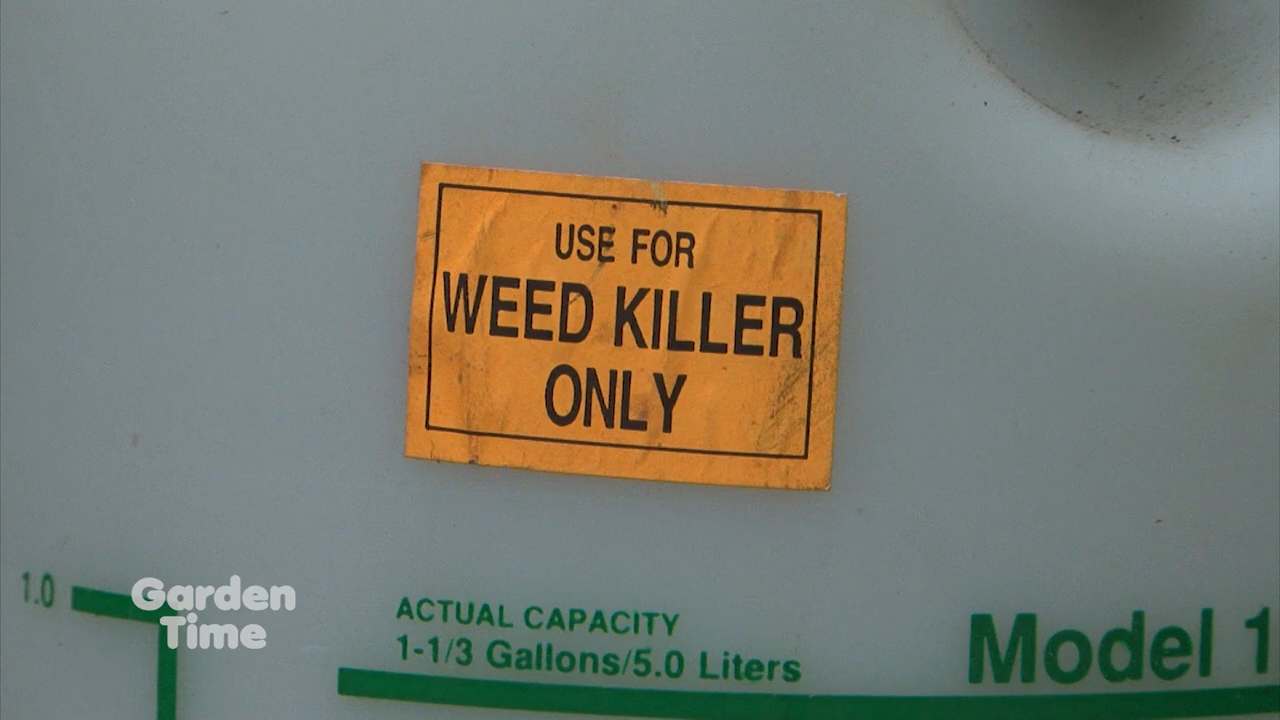 USE FOR
WEED KILLER
ONLY
1.0
Garden
Time
ACTUAL CAPACITY
1-1/3 Gallons/5.0 Liters
Model 1